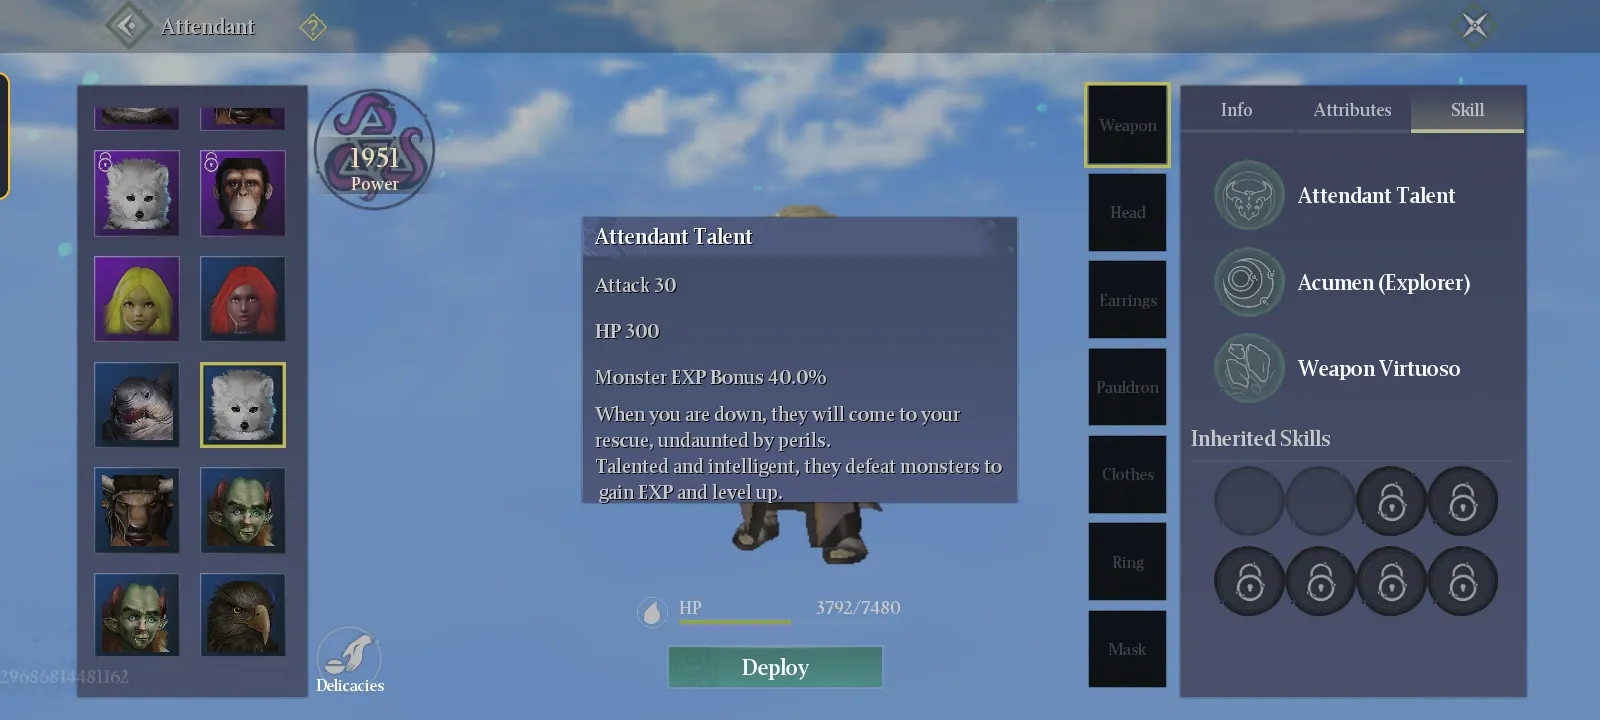 Attendant
?
1951
Power
Attendant Talent
Attack 30
HP 300
Monster EXP Bonus 40.0%
When you are down, they will come to your
rescue, undaunted by perils.
Talented and intelligent, they defeat monsters to
gain EXP and level up.
HP
3792/7480
Deploy
Delicacies
29686814481162
Weapon
Head
Earrings
Pauldron
Clothes
Ring
Mask
Info
Attributes
Skill
Attendant Talent
Acumen (Explorer)
Weapon Virtuoso
Inherited Skills